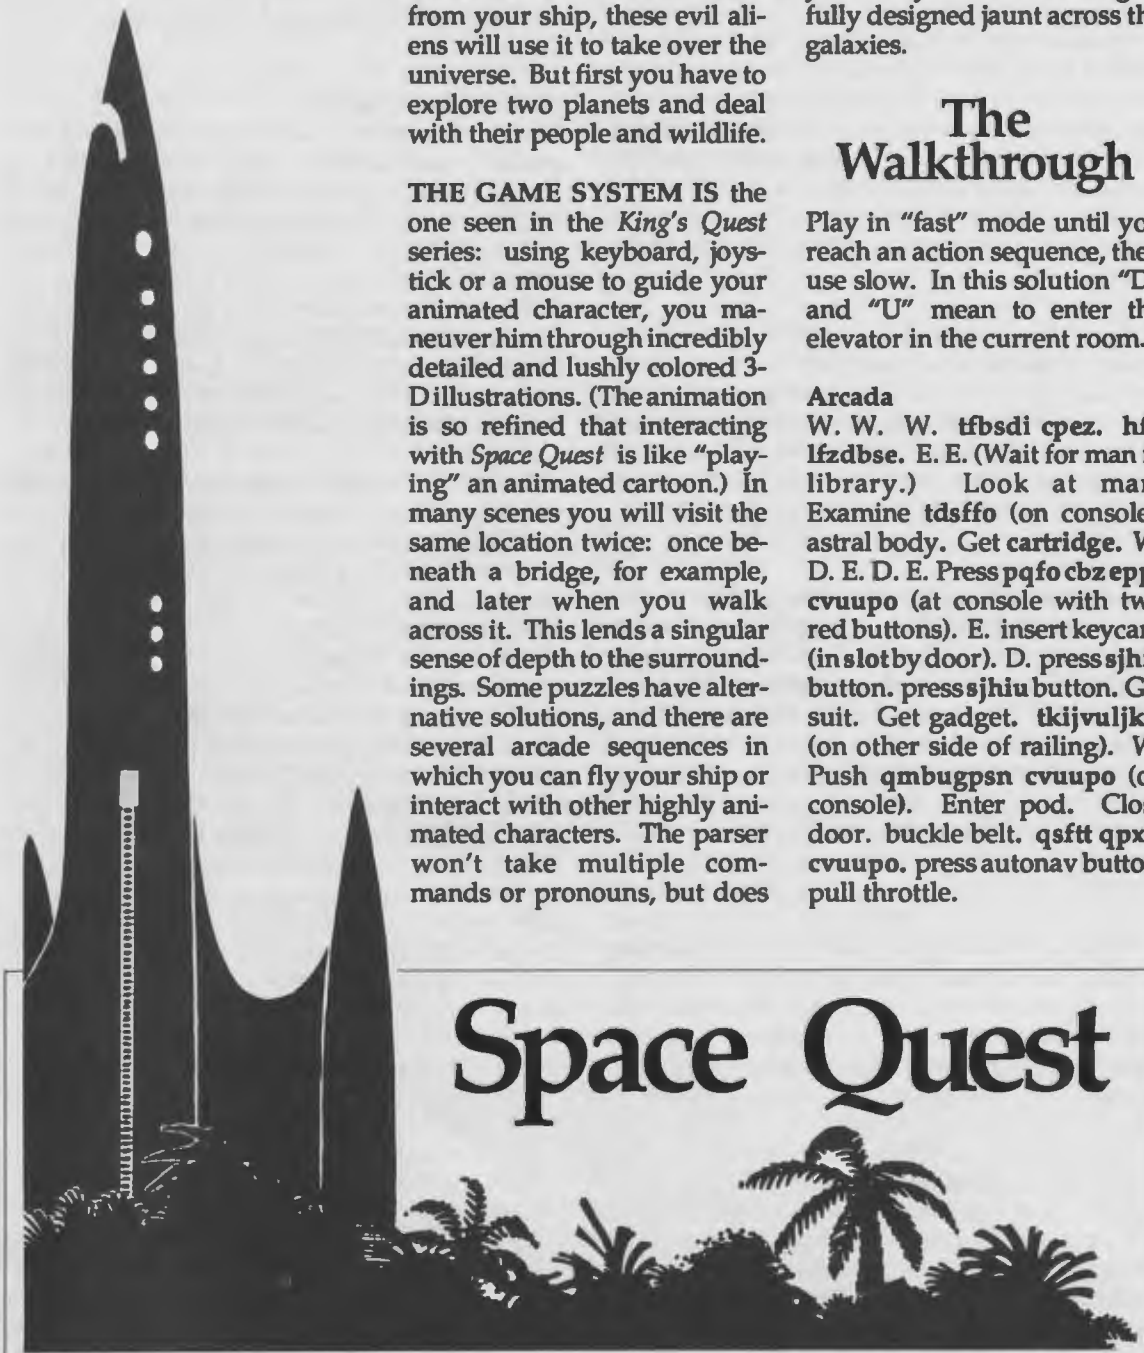 from your ship, these evil ali-
ens will use it to take over the
universe. But first you have to
explore two planets and deal
with their people and wildlife.
THE GAME SYSTEM IS the
one seen in the King's Quest
series: using keyboard, joys-
tick or a mouse to guide your
animated character, you ma-
neuver him through incredibly
detailed and lushly colored 3-
D illustrations. (The animation
is so refined that interacting
with Space Quest is like "play-
ing" an animated cartoon.) In
many scenes you will visit the
same location twice: once be-
neath a bridge, for example,
and later when you walk
across it. This lends a singular
sense of depth to the surround-
ings. Some puzzles have alter-
native solutions, and there are
several arcade sequences in
which you can fly your ship or
interact with other highly ani-
mated characters. The parser
won't take multiple com-
mands or pronouns, but does
fully designed jaunt across th
galaxies.
The
Walkthrough
Play in "fast" mode until yo
reach an action sequence, the
use slow. In this solution "D
and "U" mean to enter th
elevator in the current room.
Arcada
W. W. W. tfbsdi cpez. hf
lfzdbse. E. E. (Wait for man
library.) Look at man
Examine tdsffo (on console
astral body. Get cartridge. W
D. E. D. E. Press pqfo cbz epp
cvuupo (at console with tw
red buttons). E. insert keycar
(in slot by door). D. press sjhi
button. press sjhiu button. G
suit. Get gadget. tkijvuljk
(on other side of railing). W
Push qmbugpsn cvuupo (o
console). Enter pod. Clos
door. buckle belt. qsftt qpx
cvuupo. press autonav butto
pull throttle.
Space Quest